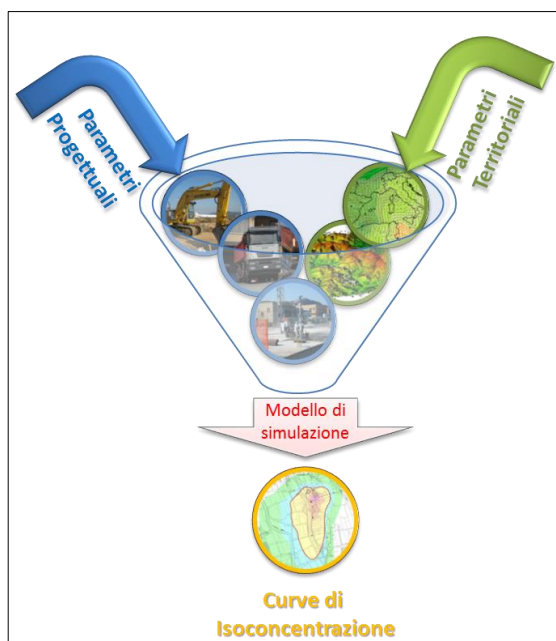 Parametri
Progettuali
Parametri
Territoriali
Modello di
simulazione
Curve di
Isoconcentrazione